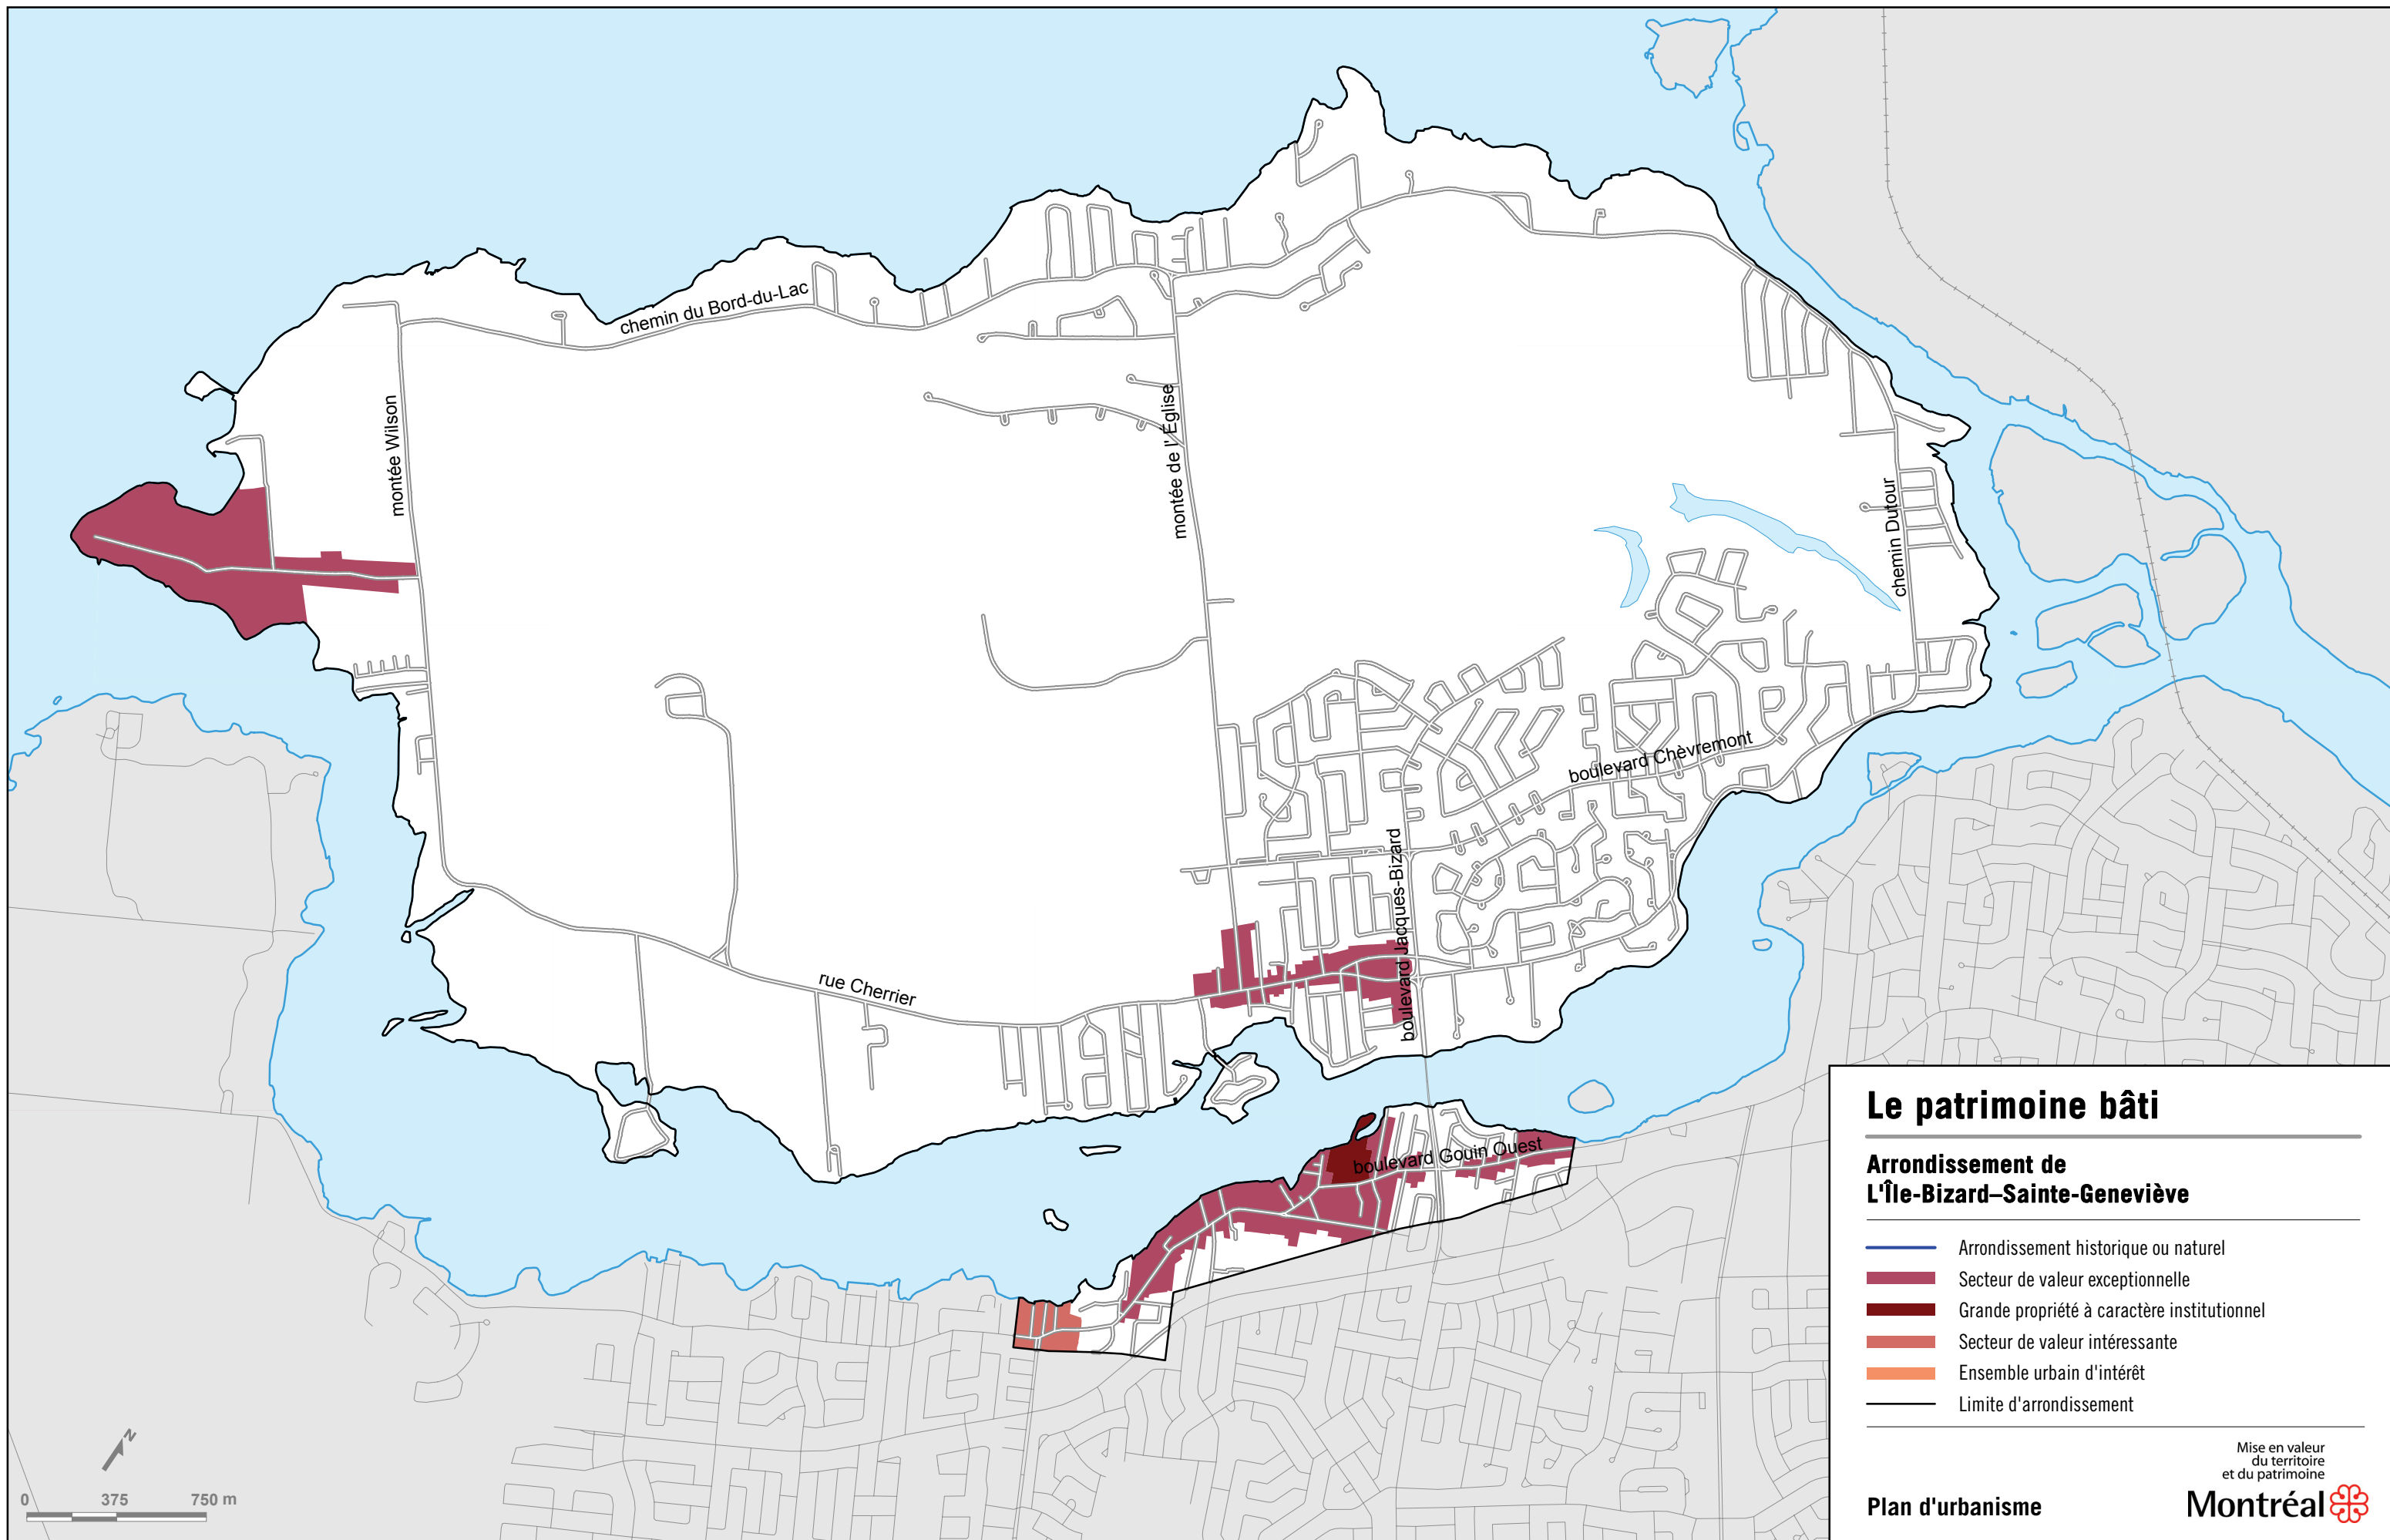 chemin du Bord-du-Lac
montée Wilson
montée de l' Église
chemin Dutour
boulevard Chèvremont
boulevard Jacques-Bizard
rue Cherrier
boulevard Gouin Ouest
N
0 375 750 m
Le patrimoine bâti
Arrondissement de
L'Île-Bizard–Sainte-Geneviève
Arrondissement historique ou naturel
Secteur de valeur exceptionnelle
Grande propriété à caractère institutionnel
Secteur de valeur intéressante
Ensemble urbain d'intérêt
Limite d'arrondissement
Mise en valeur
du territoire
et du patrimoine
Plan d'urbanisme
Montréal